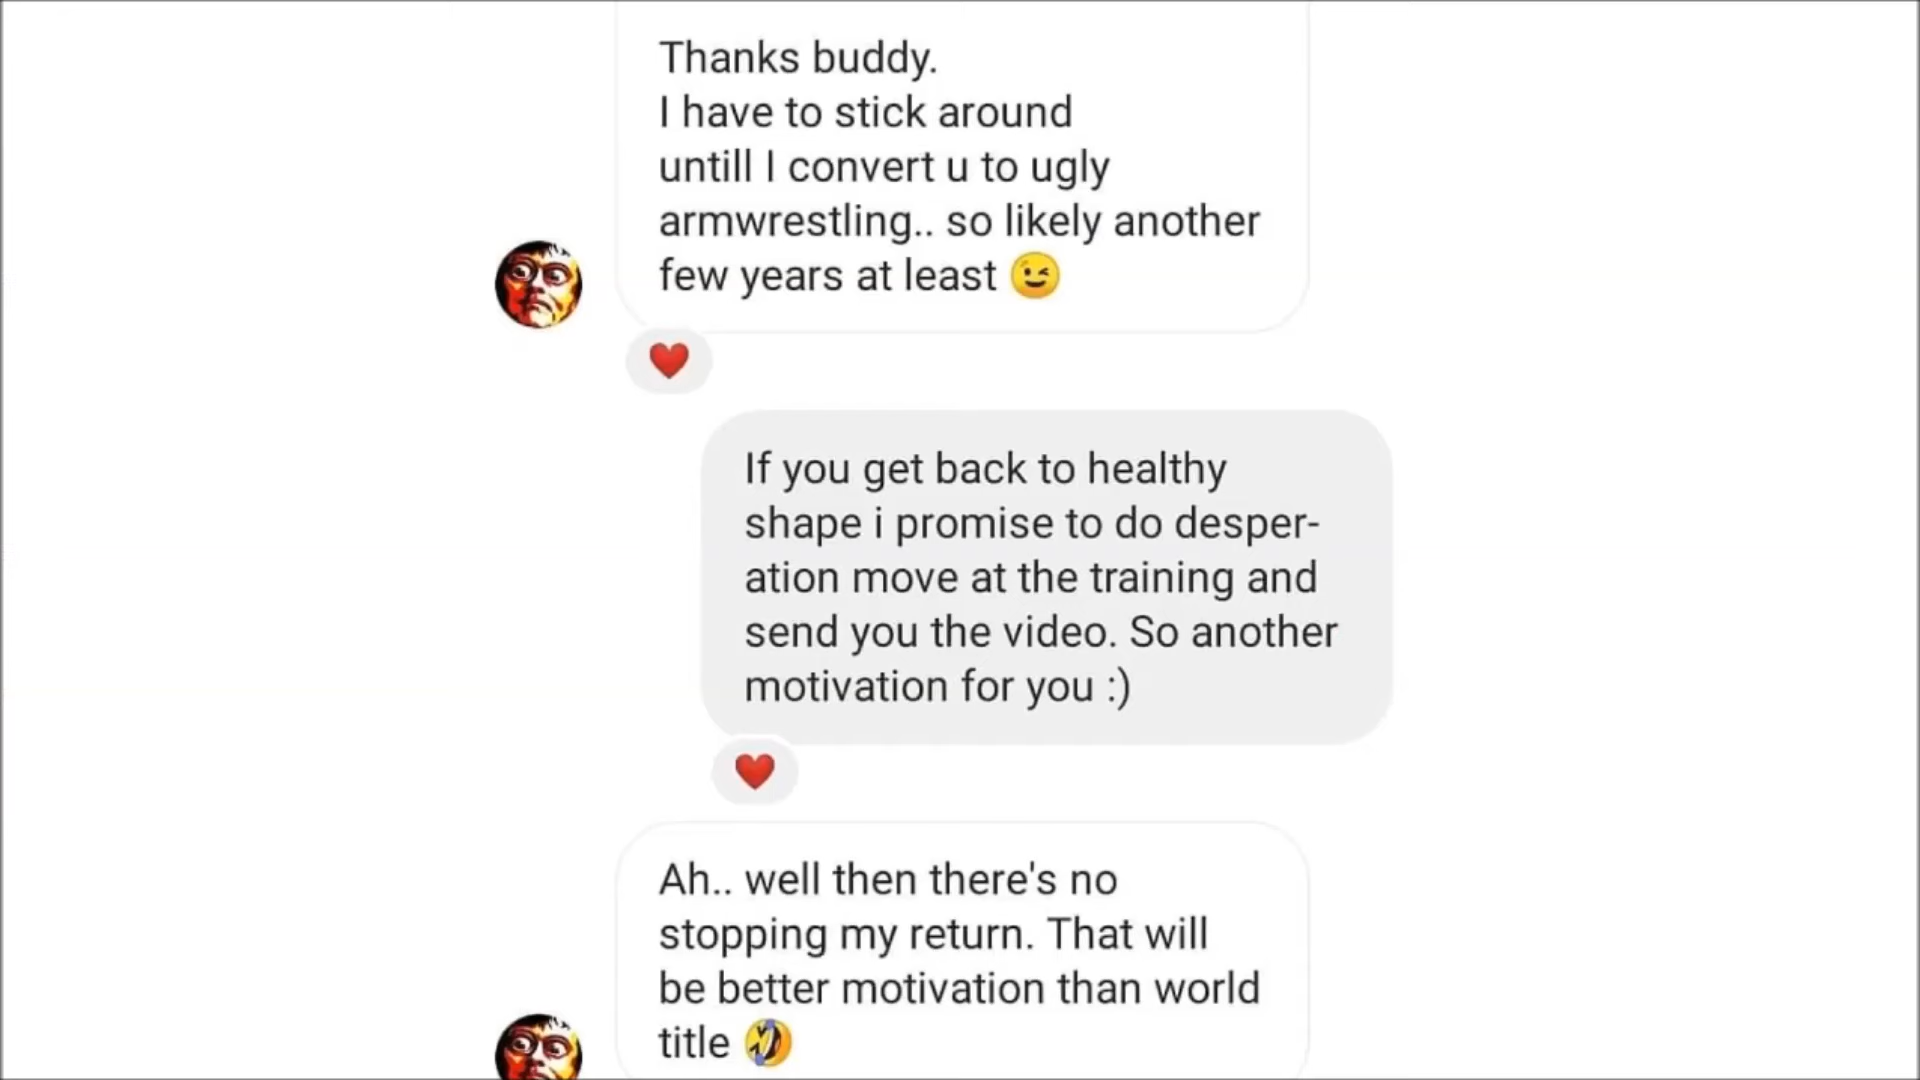 Thanks buddy.
I have to stick around
untill I convert u to ugly
armwrestling.. so likely another
few years at least 😉
❤️
If you get back to healthy
shape i promise to do desper-
ation move at the training and
send you the video. So another
motivation for you :)
❤️
Ah.. well then there's no
stopping my return. That will
be better motivation than world
title 🤣